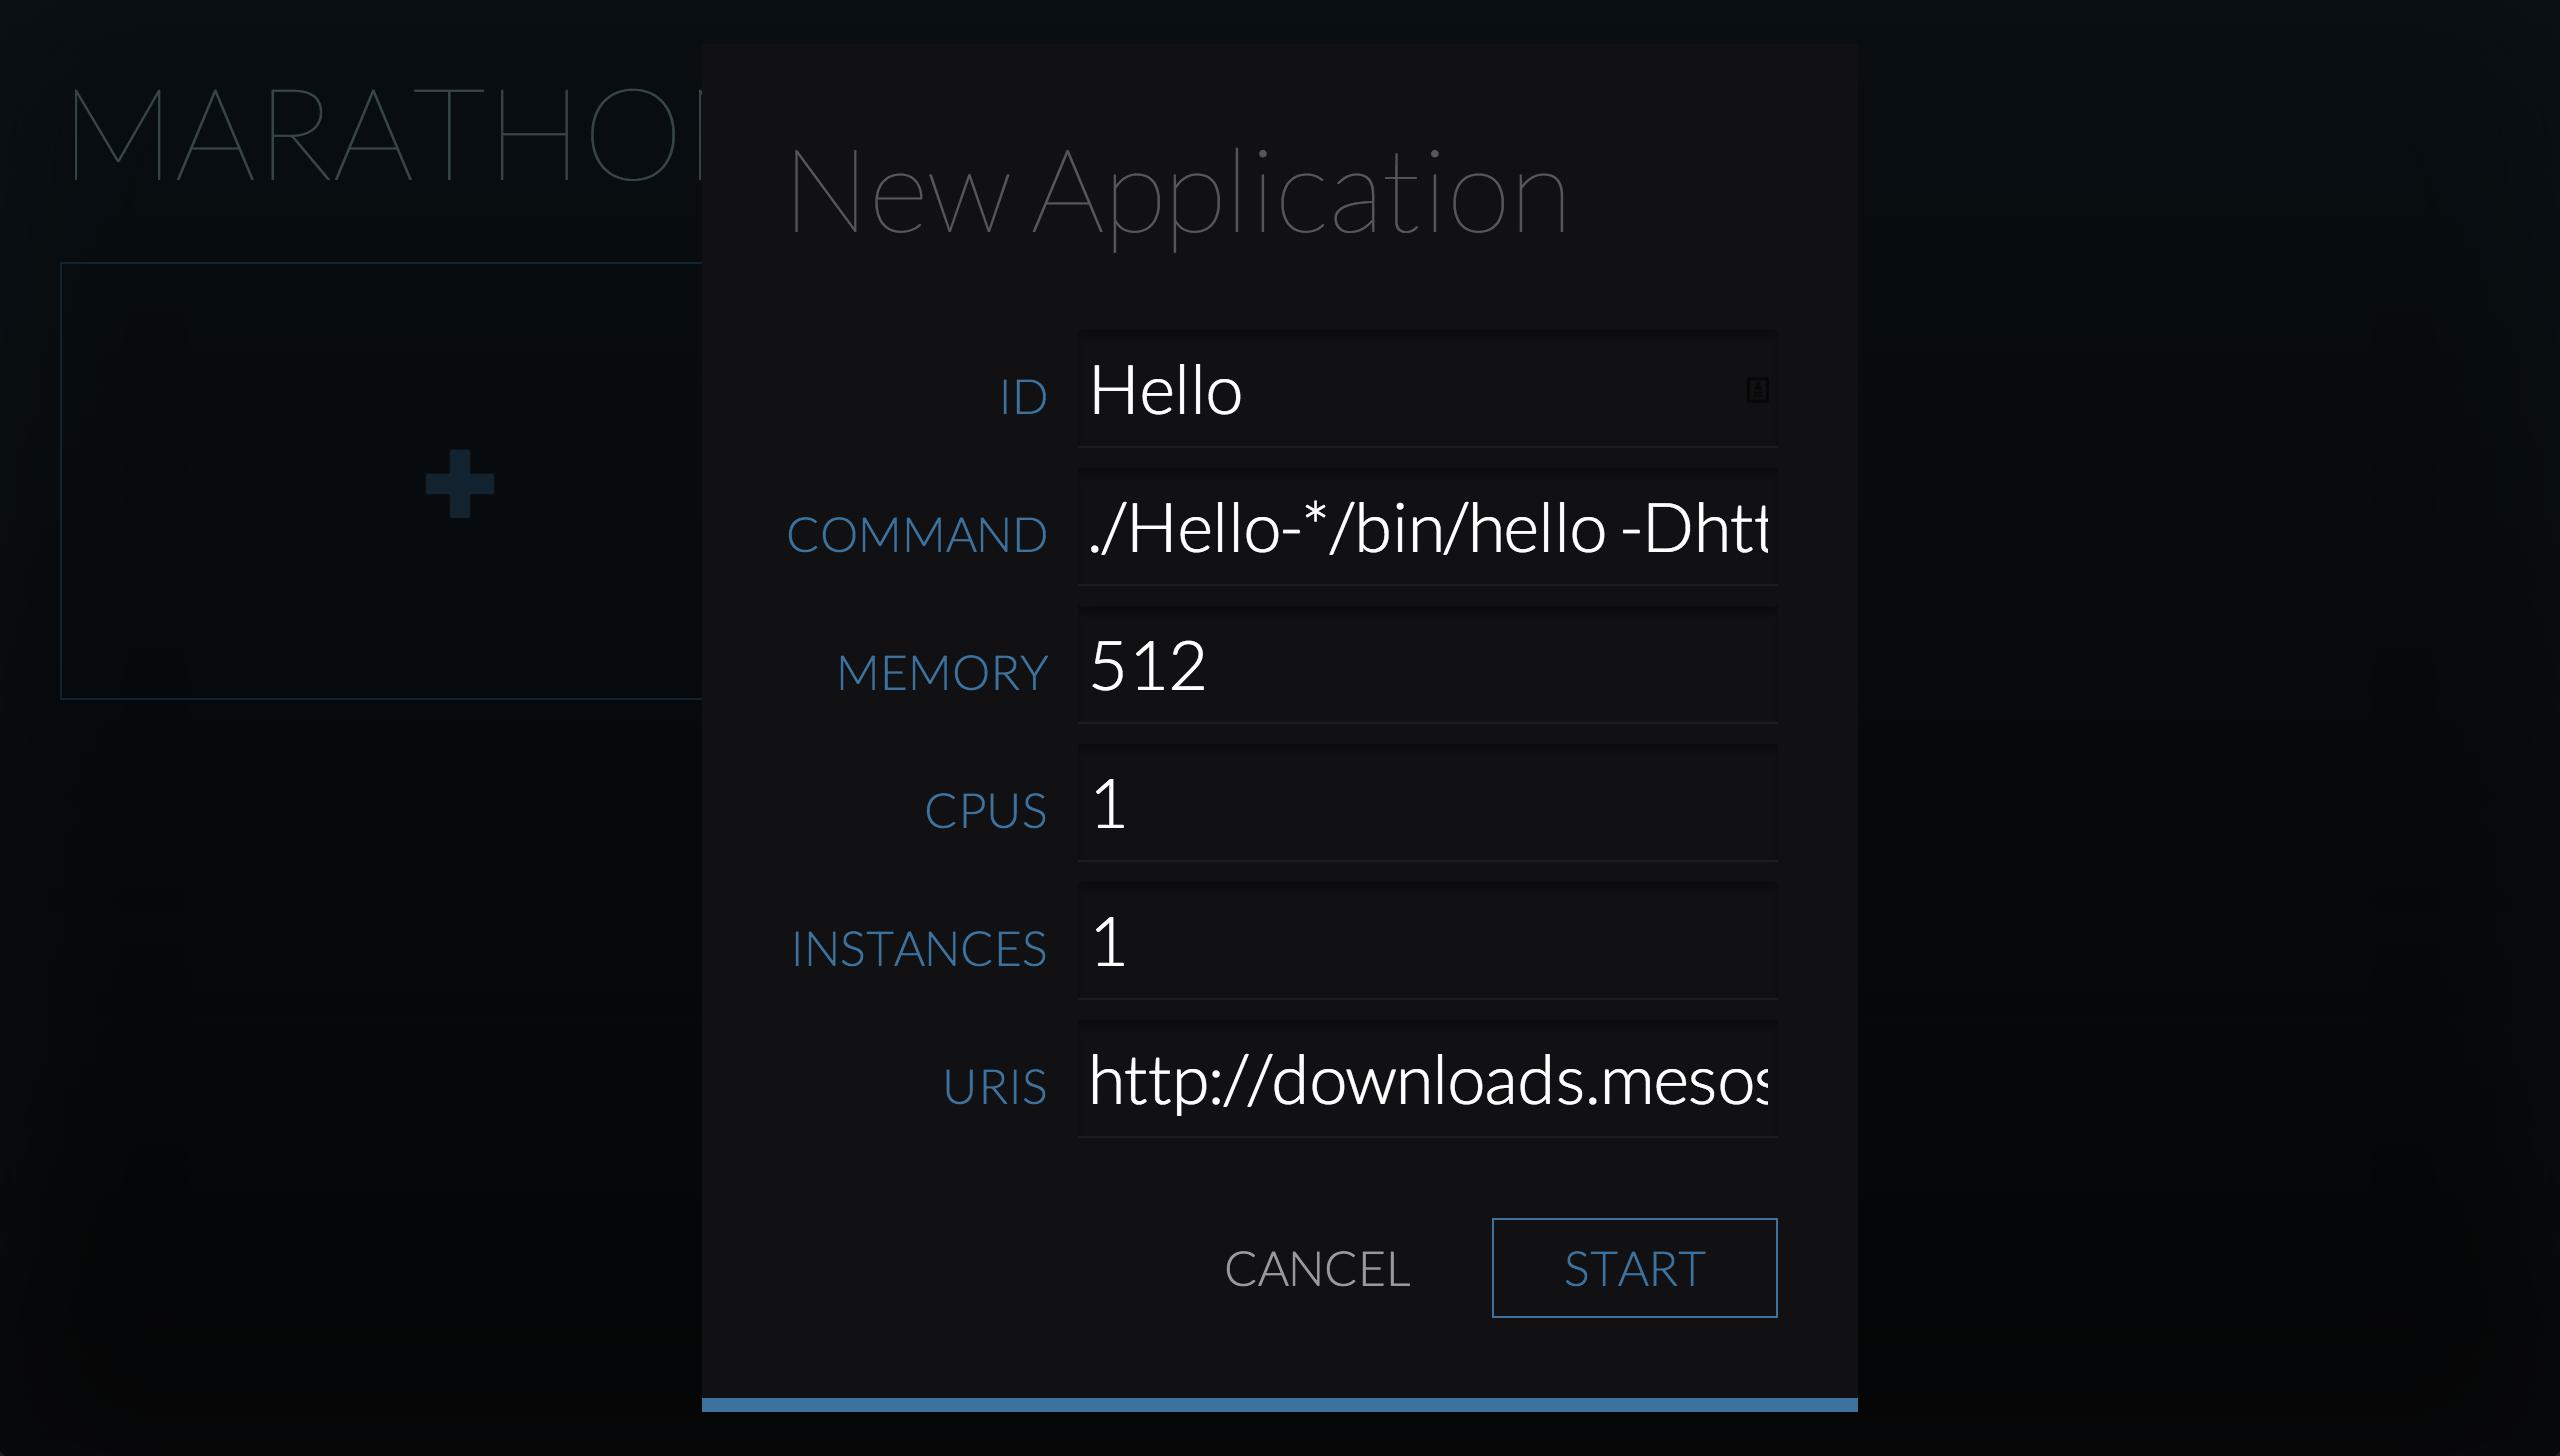 MARATHON
New Application
ID Hello
COMMAND ./Hello-*/bin/hello -Dhtt
MEMORY 512
CPUS 1
INSTANCES 1
URIS http://downloads.mesos
CANCEL START